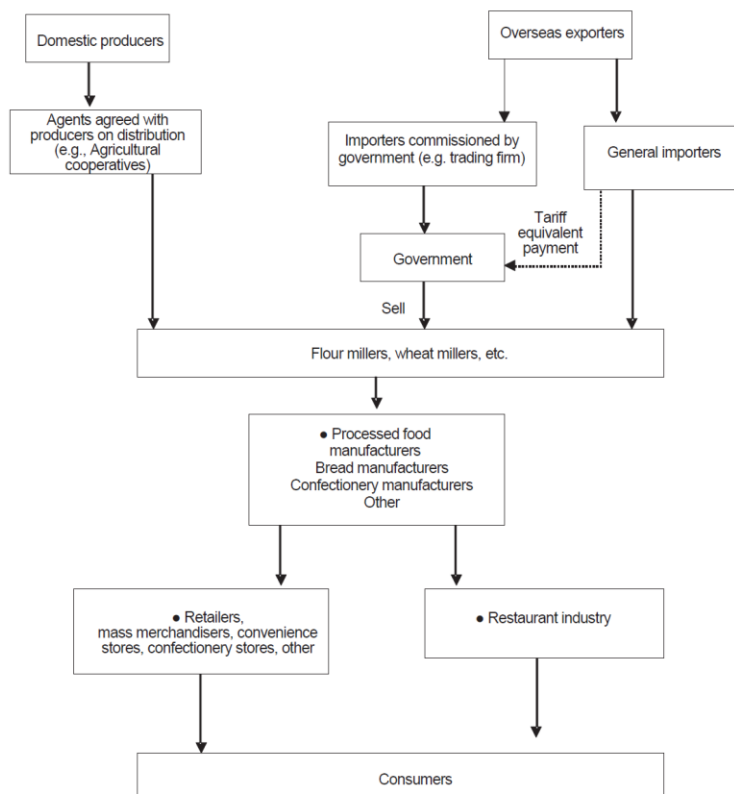 Domestic producers
Overseas exporters
Agents agreed with
producers on distribution
(e.g., Agricultural
cooperatives)
Importers commissioned by
government (e.g. trading firm)
General importers
Tariff
equivalent
payment
Government
Sell
Flour millers, wheat millers, etc.
● Processed food
manufacturers
Bread manufacturers
Confectionery manufacturers
Other
● Retailers,
mass merchandisers, convenience
stores, confectionery stores, other
● Restaurant industry
Consumers